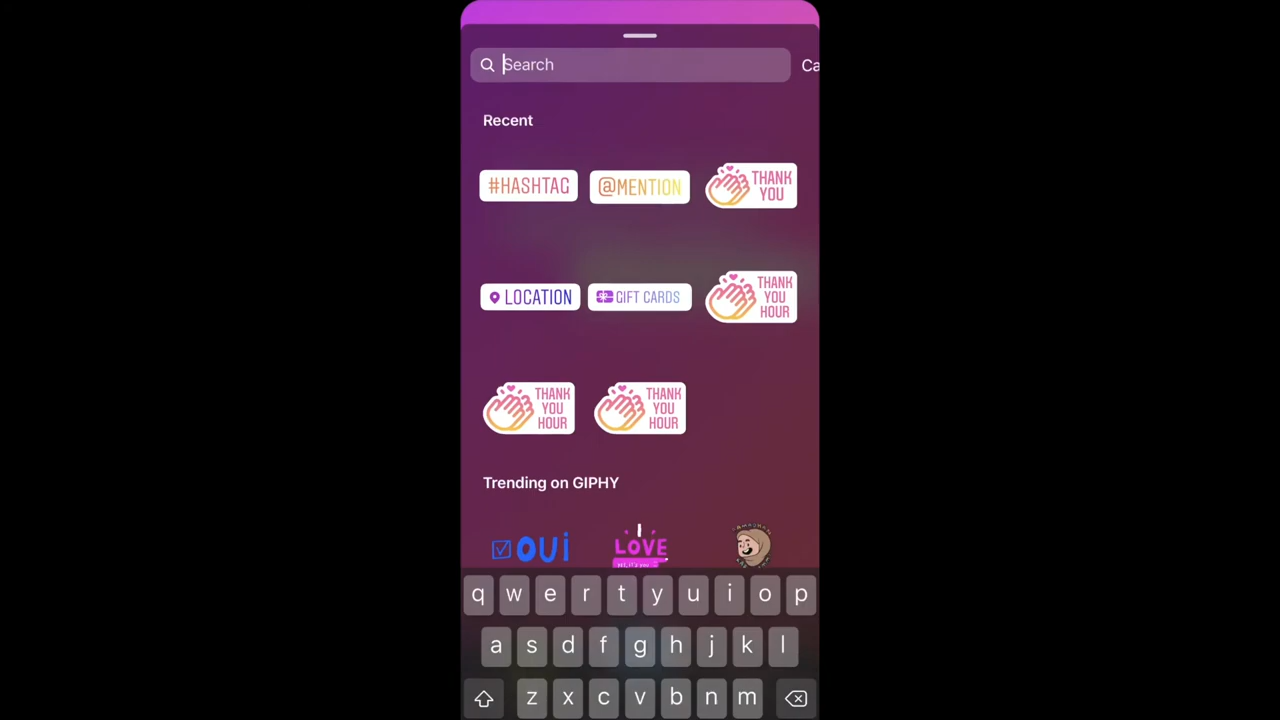 Search
Ca
Recent
#HASHTAG
@MENTION
THANK
YOU
LOCATION
GIFT CARDS
THANK
YOU
HOUR
THANK
YOU
HOUR
THANK
YOU
HOUR
Trending on GIPHY
OUi
I
LOVE
q w e r t y u i o p
a s d f g h j k l
z x c v b n m